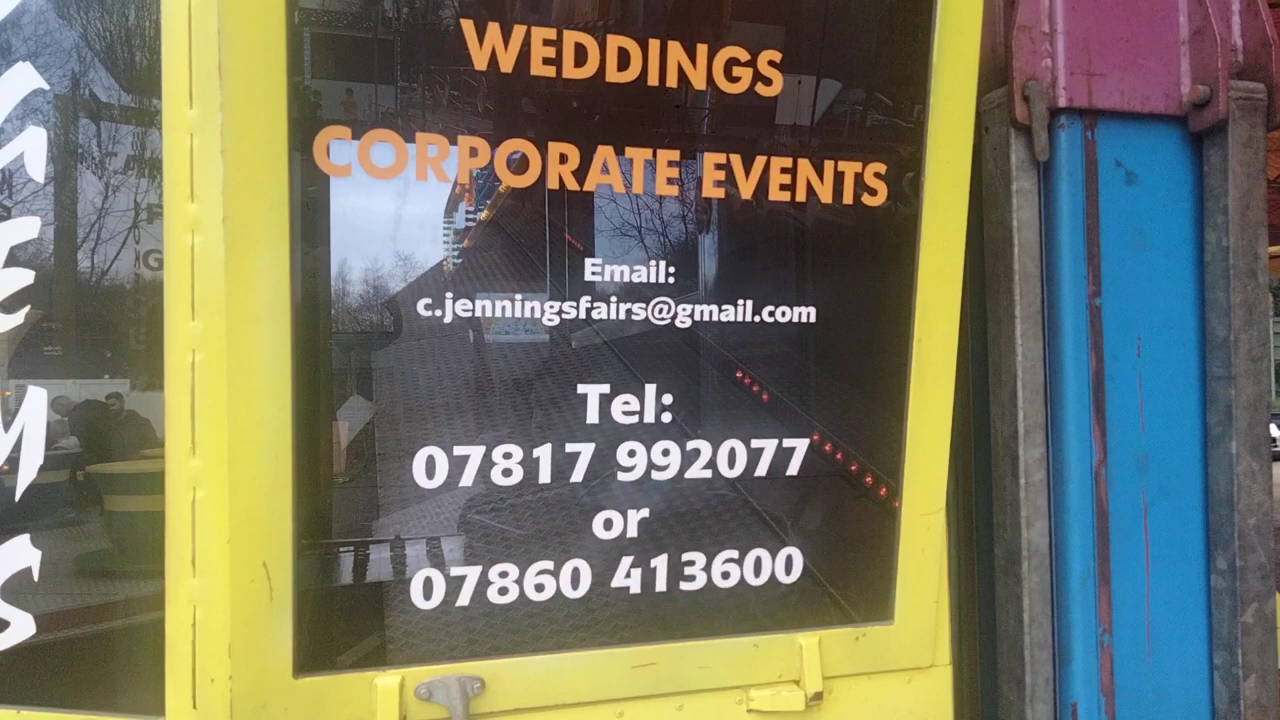 WEDDINGS
CORPORATE EVENTS
Email:
c.jenningsfairs@gmail.com
Tel:
07817 992077
or
07860 413600